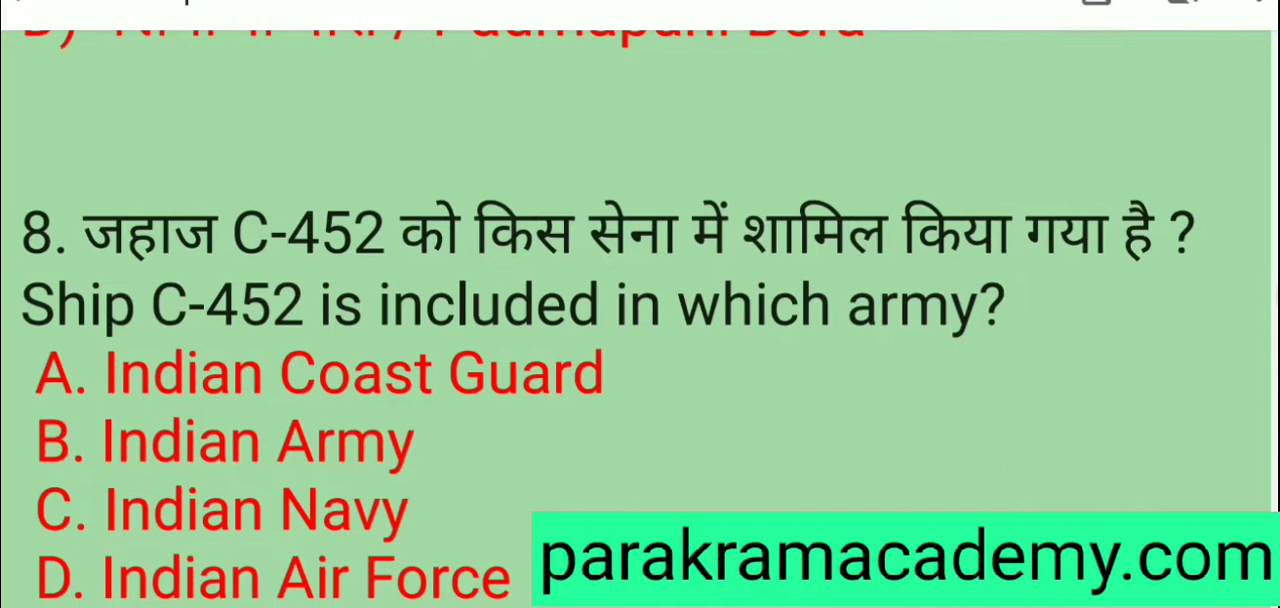 8. जहाज C-452 को किस सेना में शामिल किया गया है ?
Ship C-452 is included in which army?
A. Indian Coast Guard
B. Indian Army
C. Indian Navy
D. Indian Air Force
parakramacademy.com